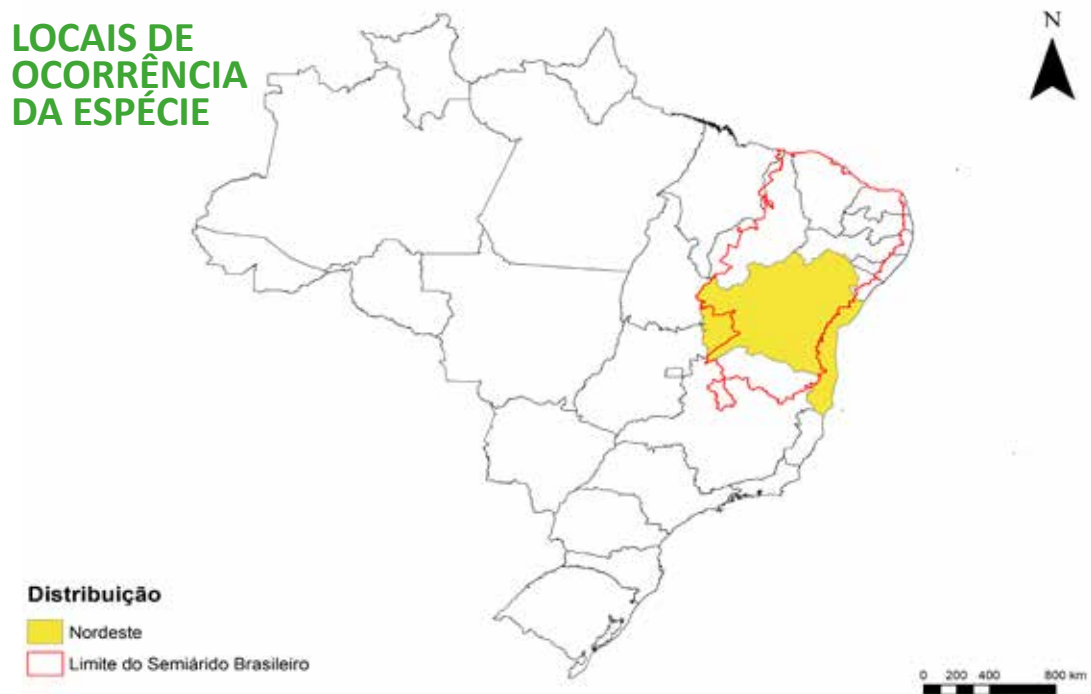 LOCAIS DE
OCORRÊNCIA
DA ESPÉCIE
N
Distribuição
Nordeste
Limite do Semiárido Brasileiro
0 200 400 800 km